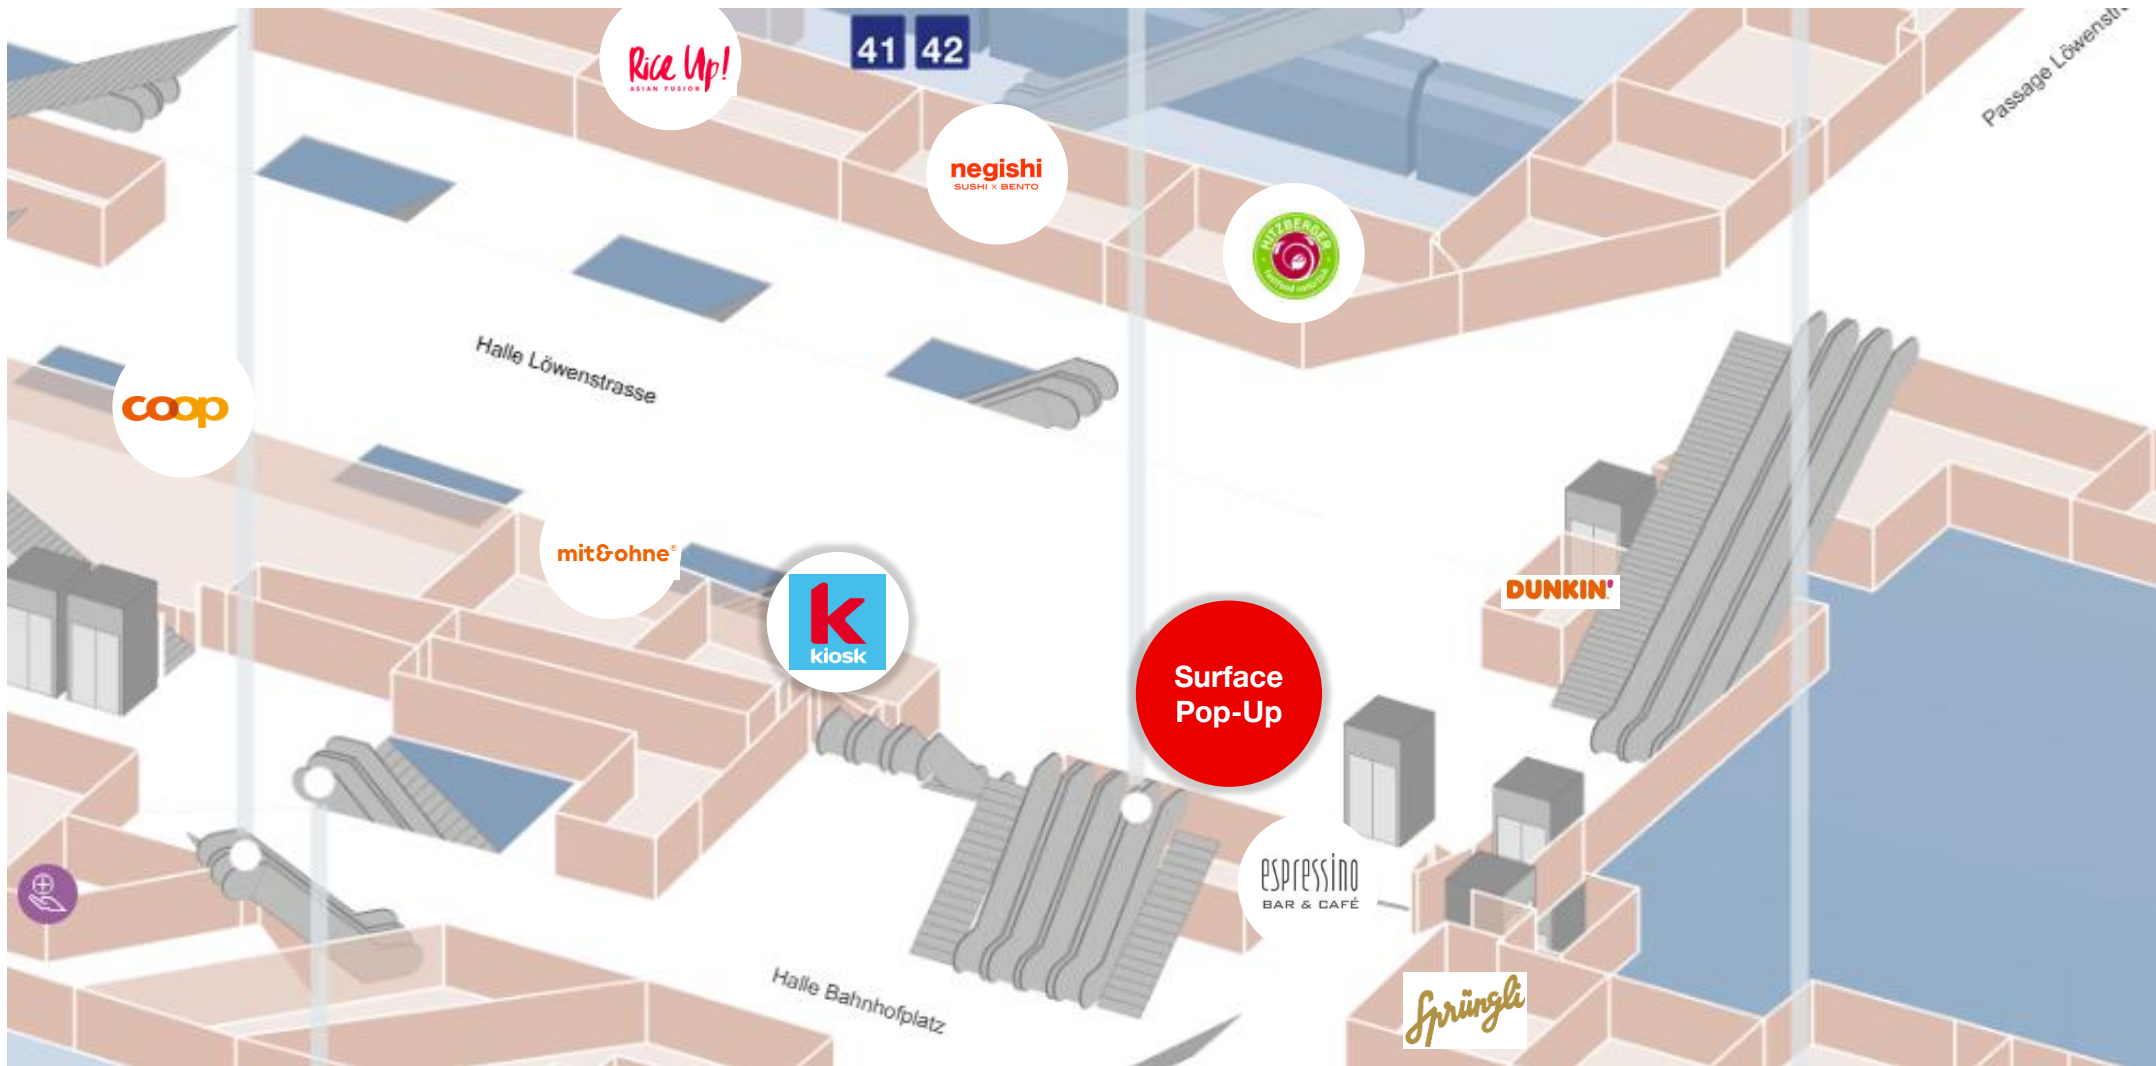 Rice Up!
ASIAN FUSION
41 42
Passage
negishi
SUSHI × BENTO
HITZBERGER
Halle Löwenstrasse
coop
mit&ohne®
k
kiosk
DUNKIN'
Surface
Pop-Up
espressino
BAR & CAFÉ
Halle Bahnhofplatz
Sprüngli